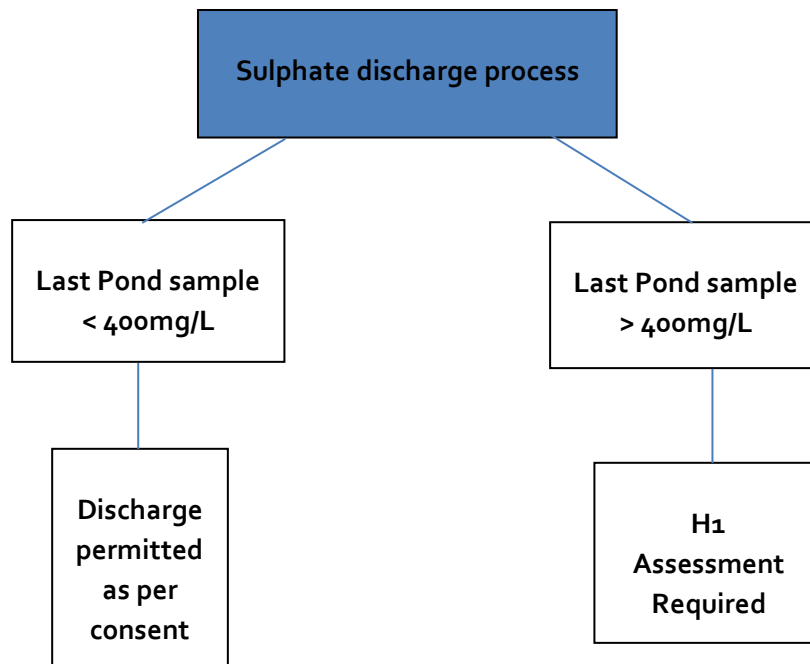 Sulphate discharge process
Last Pond sample
< 400mg/L
Last Pond sample
> 400mg/L
Discharge
permitted
as per
consent
H1
Assessment
Required